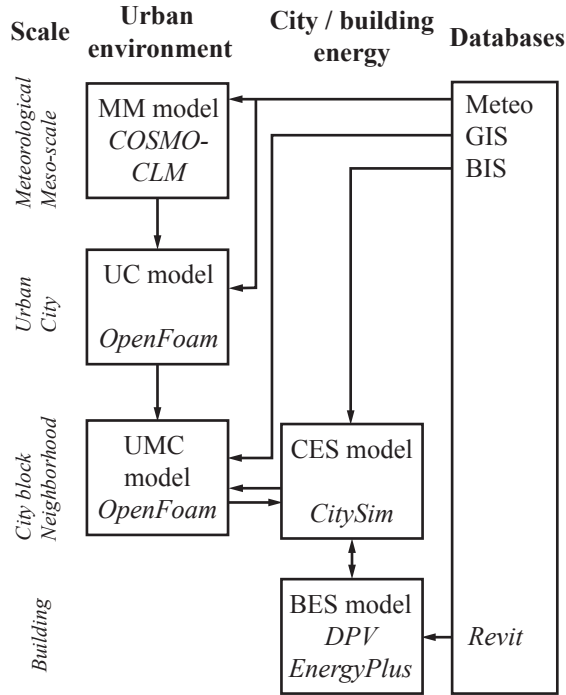 Scale
Urban
environment
City / building
energy
Databases
Meteorological
Meso-scale
MM model
COSMO-
CLM
Meteo
GIS
BIS
Urban
City
UC model
OpenFoam
City block
Neighborhood
UMC
model
OpenFoam
CES model
CitySim
Building
BES model
DPV
EnergyPlus
Revit